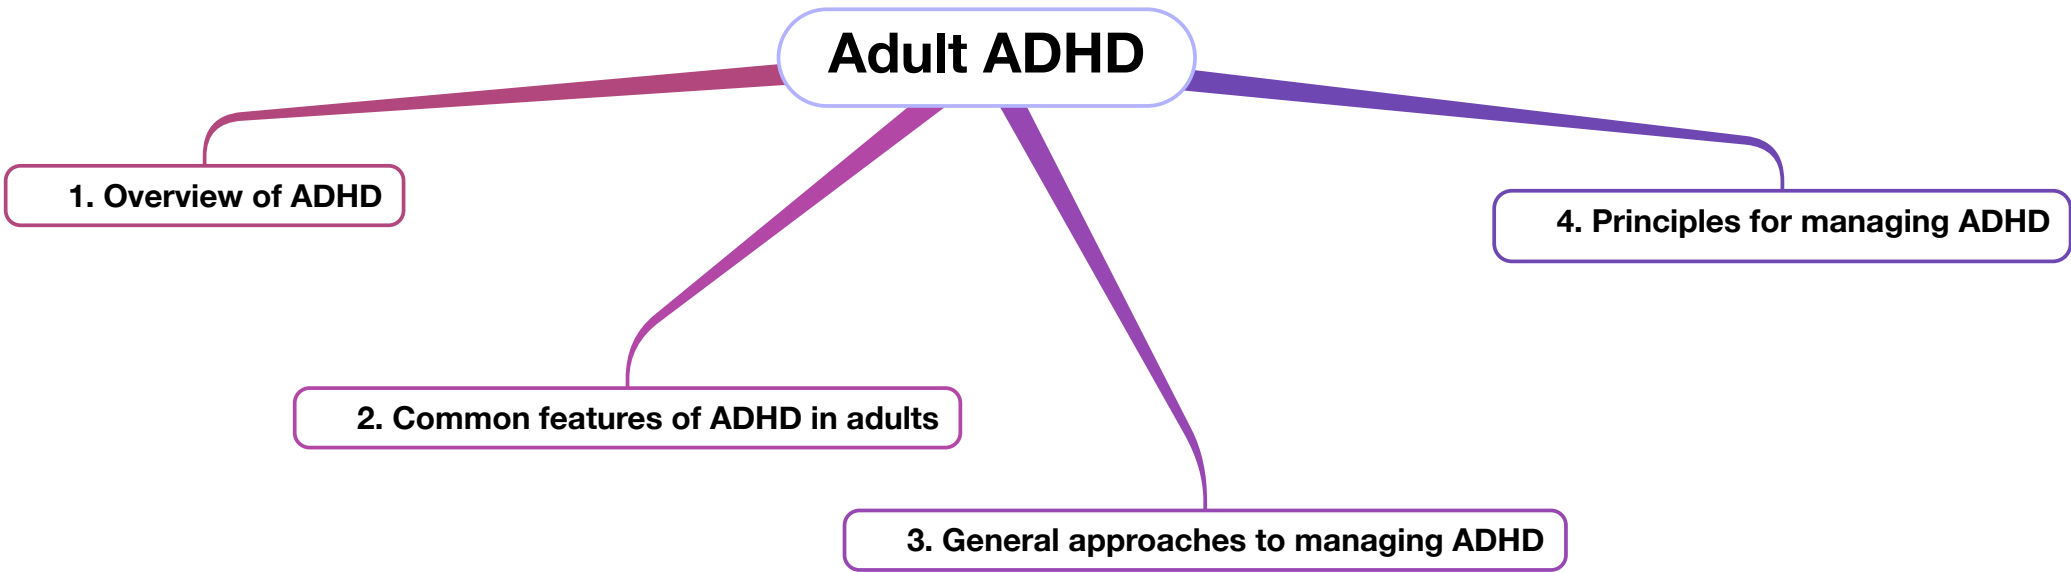 Adult ADHD
1. Overview of ADHD
4. Principles for managing ADHD
2. Common features of ADHD in adults
3. General approaches to managing ADHD